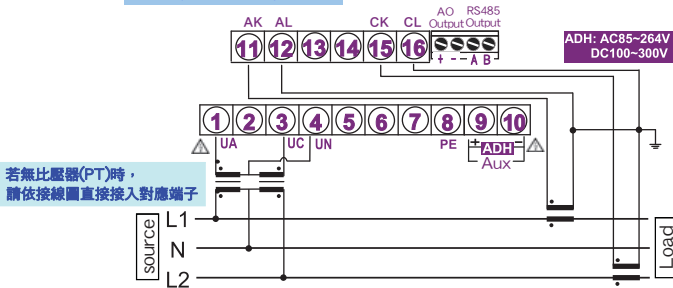 AK AL CK CL
AO Output RS485 Output
11 12 13 14 15 16
+ - A B
ADH: AC85~264V
DC100~300V
1 2 3 4 5 6 7 8 9 10
UA UC UN PE + ADH -
Aux
若無比壓器(PT)時，
請依接線圖直接接入對應端子
source
L1
N
L2
Load